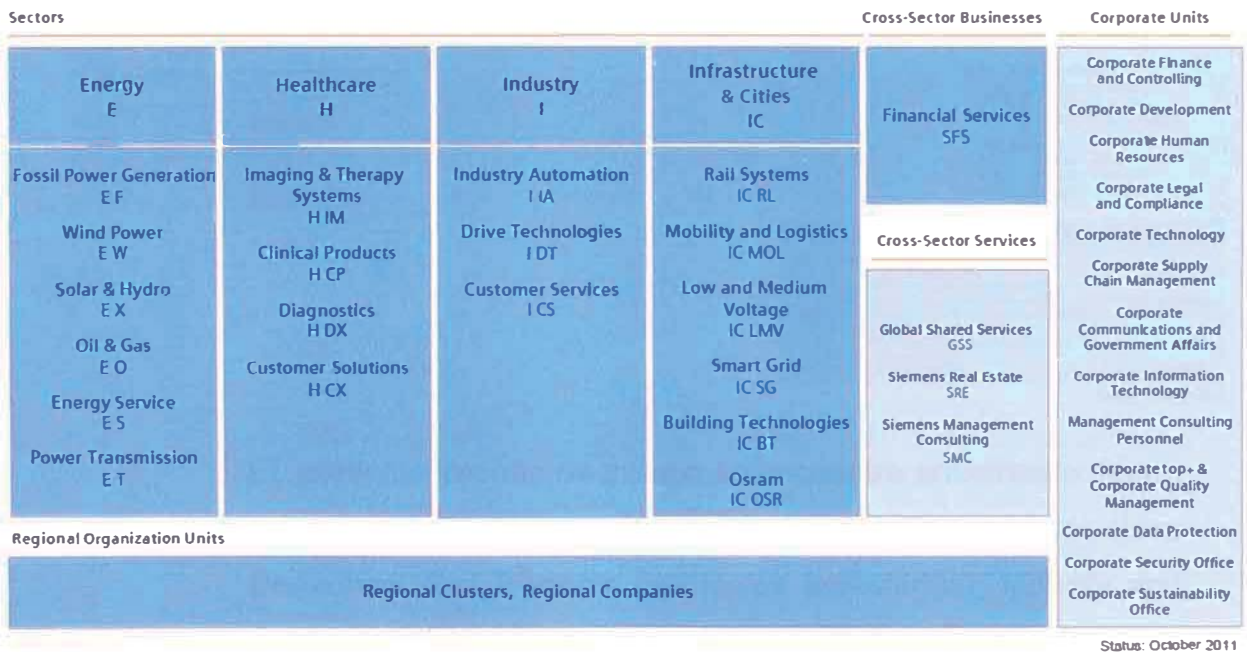 Sectors
Energy
E
Fossil Power Generation
E F
Wind Power
E W
Solar & Hydro
E X
Oil & Gas
E O
Energy Service
E S
Power Transmission
E T
Healthcare
H
Imaging & Therapy
Systems
H IM
Clinical Products
H CP
Diagnostics
H DX
Customer Solutions
H CX
Industry
I
Industry Automation
I IA
Drive Technologies
I DT
Customer Services
I CS
Infrastructure
& Cities
IC
Rail Systems
IC RL
Mobility and Logistics
IC MOL
Low and Medium
Voltage
IC LMV
Smart Grid
IC SG
Building Technologies
IC BT
Osram
IC OSR
Cross-Sector Businesses
Financial Services
SFS
Cross-Sector Services
Global Shared Services
GSS
Siemens Real Estate
SRE
Siemens Management
Consulting
SMC
Corporate Units
Corporate Finance
and Controlling
Corporate Development
Corporate Human
Resources
Corporate Legal
and Compliance
Corporate Technology
Corporate Supply
Chain Management
Corporate
Communications and
Government Affairs
Corporate Information
Technology
Management Consulting
Personnel
Corporate top+ &
Corporate Quality
Management
Corporate Data Protection
Corporate Security Office
Corporate Sustainability
Office
Regional Organization Units
Regional Clusters, Regional Companies
Status: October 2011